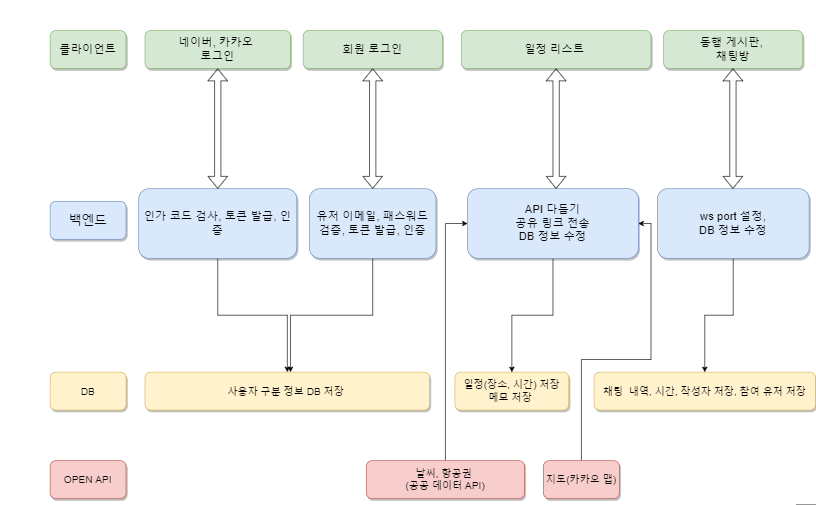 클라이언트
네이버, 카카오
로그인
회원 로그인
일정 리스트
동행 게시판,
채팅방
백엔드
인가 코드 검사, 토큰 발급, 인
증
유저 이메일, 패스워드
검증, 토큰 발급, 인증
API 다듬기
공유 링크 전송
DB 정보 수정
ws port 설정,
DB 정보 수정
DB
사용자 구분 정보 DB 저장
일정(장소, 시간) 저장
메모 저장
채팅 내역, 시간, 작성자 저장, 참여 유저 저장
OPEN API
날씨, 항공권
(공공 데이터 API)
지도(카카오 맵)